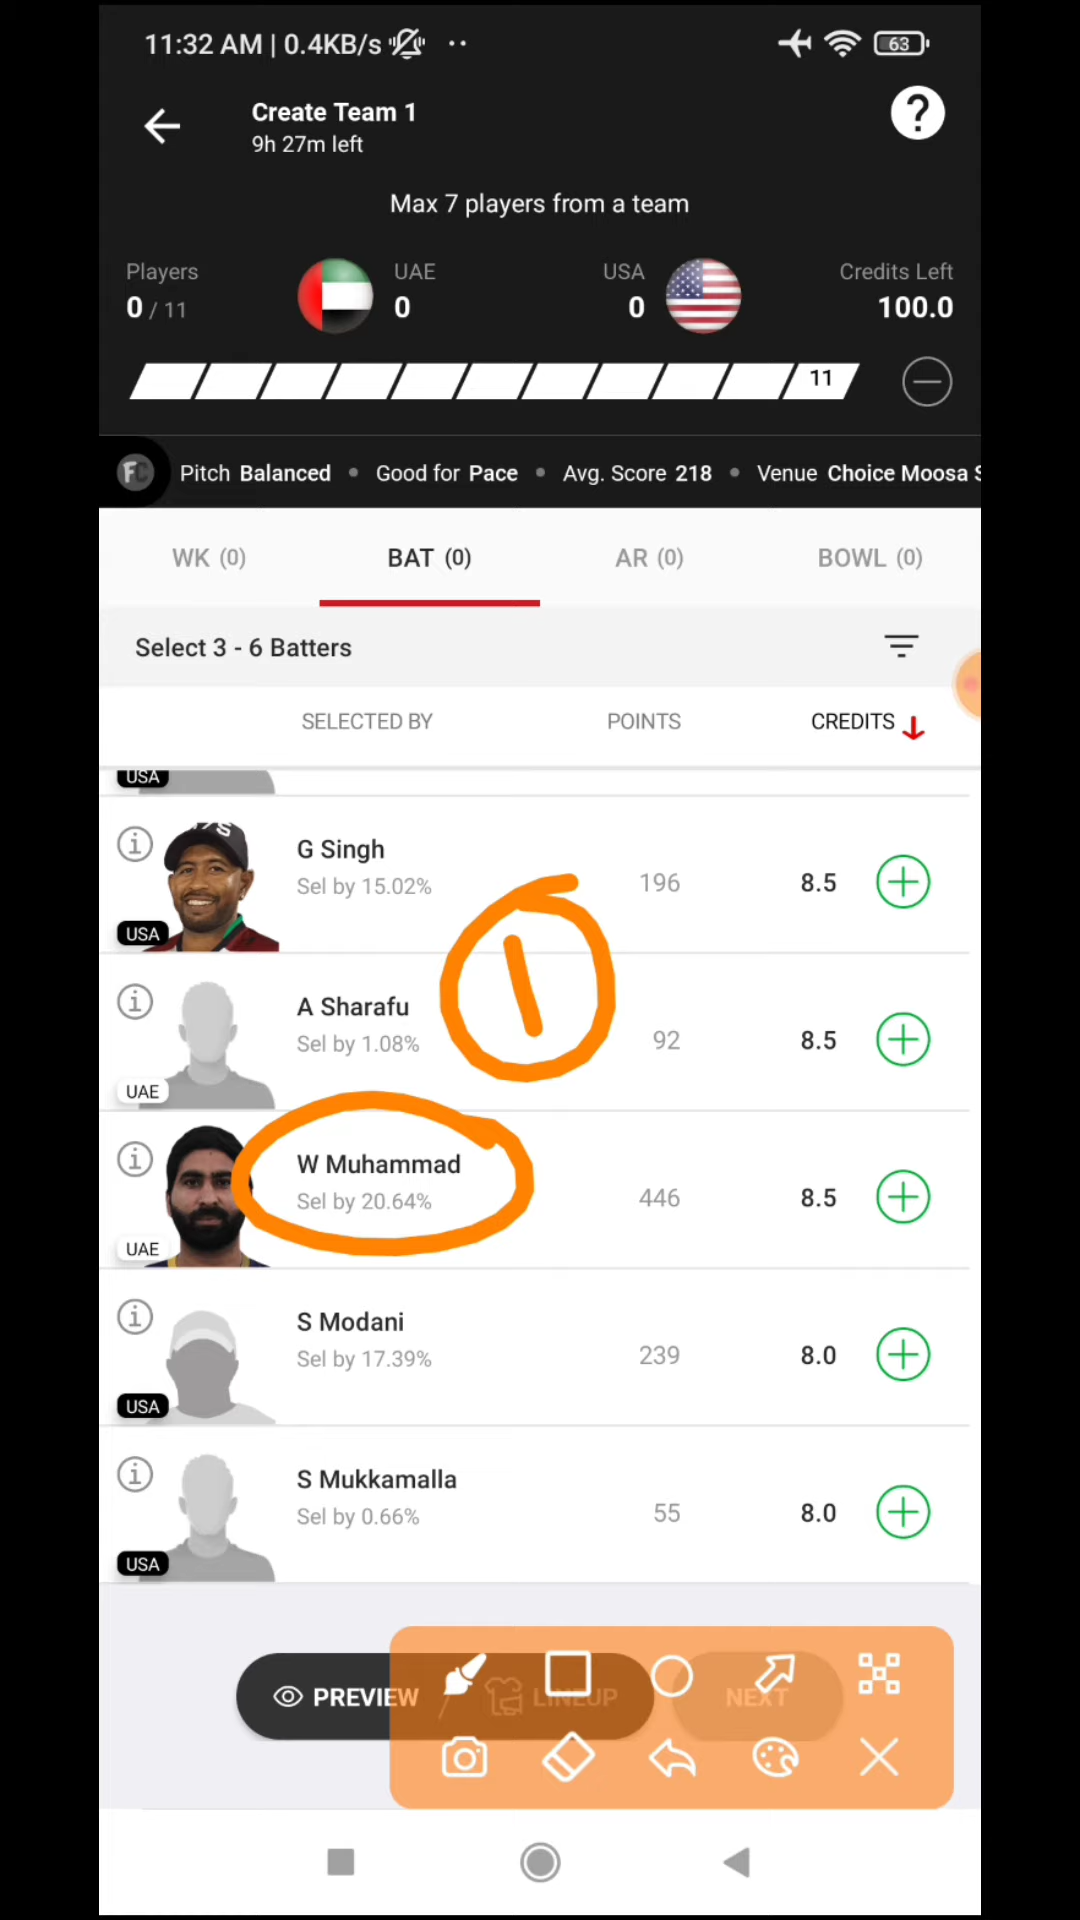 11:32 AM | 0.4KB/s
63
Create Team 1
9h 27m left
?
Max 7 players from a team
Players
0 / 11
UAE
0
USA
0
Credits Left
100.0
11
FC Pitch Balanced • Good for Pace • Avg. Score 218 • Venue Choice Moosa S
WK (0) BAT (0) AR (0) BOWL (0)
Select 3 - 6 Batters
SELECTED BY POINTS CREDITS
USA
G Singh
Sel by 15.02%
196 8.5
USA
1
A Sharafu
Sel by 1.08%
92 8.5
UAE
W Muhammad
Sel by 20.64%
446 8.5
UAE
S Modani
Sel by 17.39%
239 8.0
USA
S Mukkamalla
Sel by 0.66%
55 8.0
USA
PREVIEW LINEUP NEXT